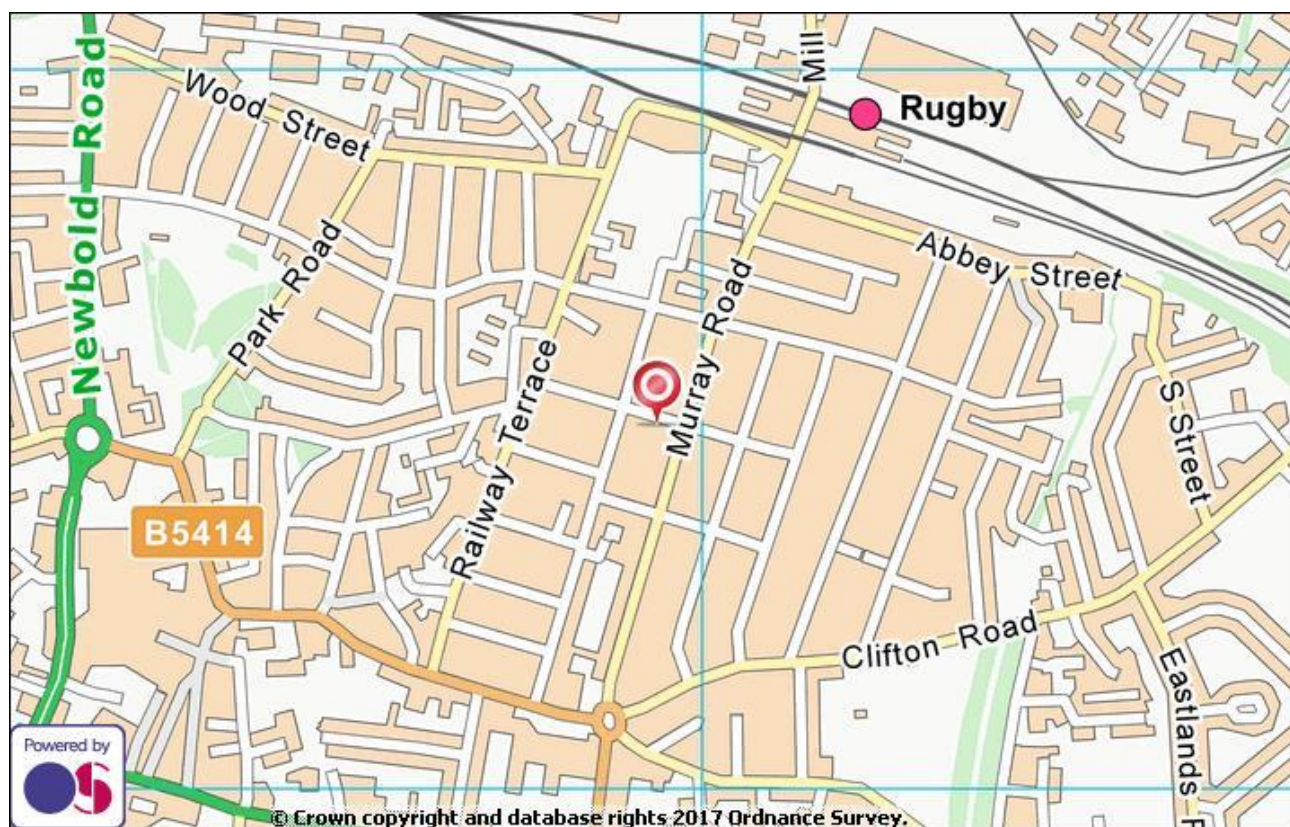 Newbold Road
Wood Street
Mill
Rugby
Park Road
Abbey Street
Murray Road
Railway Terrace
S Street
B5414
Clifton Road
Eastlands
Powered by
OS
© Crown copyright and database rights 2017 Ordnance Survey.